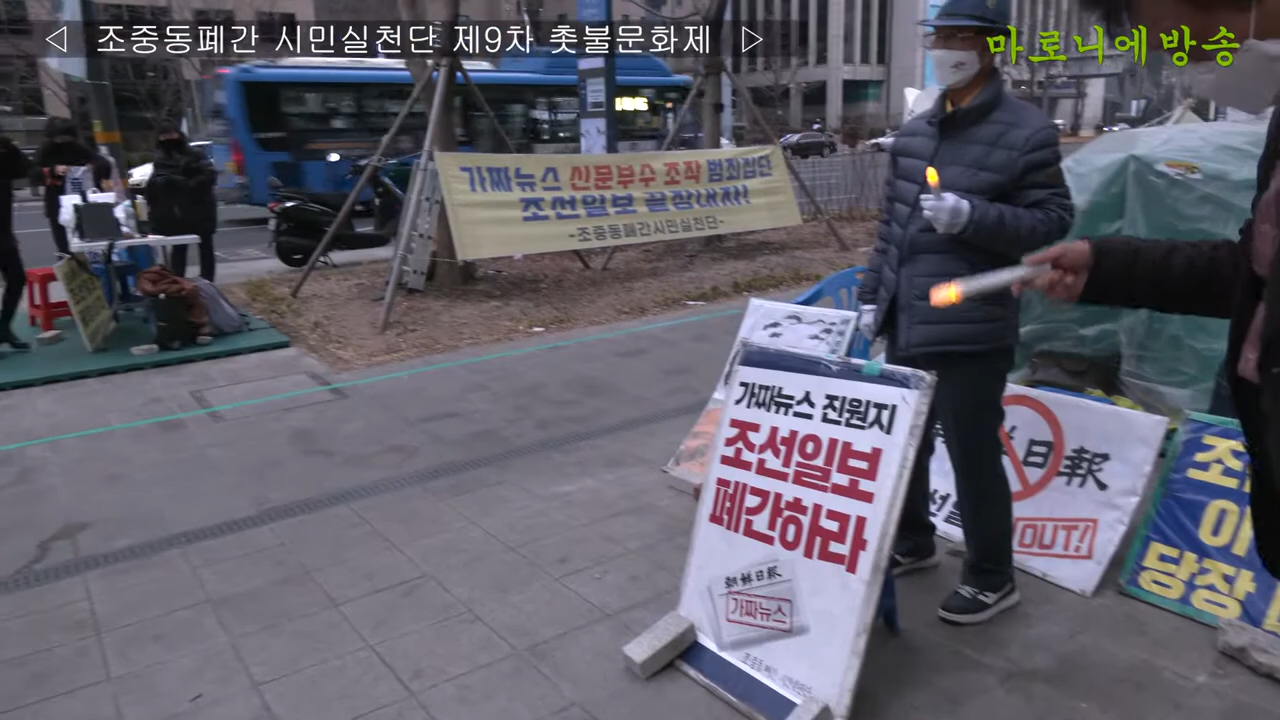 ◁ 조중동폐간 시민실천단 제9차 촛불문화제 ▷
마로니에방송
가짜뉴스 신문부수 조작 범죄집단
조선일보 끝장내자!
-조중동폐간시민실천단-
가짜뉴스 진원지
조선일보
폐간하라
朝鮮日報
가짜뉴스
日報
OUT!
당장